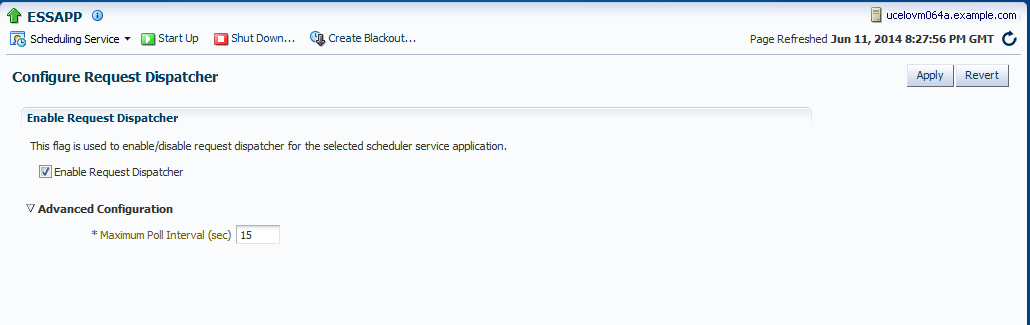 ESSAPP
ucelovm064a.example.com
Scheduling Service Start Up Shut Down... Create Blackout...
Page Refreshed Jun 11, 2014 8:27:56 PM GMT
Configure Request Dispatcher
Apply Revert
Enable Request Dispatcher
This flag is used to enable/disable request dispatcher for the selected scheduler service application.
Enable Request Dispatcher
Advanced Configuration
* Maximum Poll Interval (sec) 15